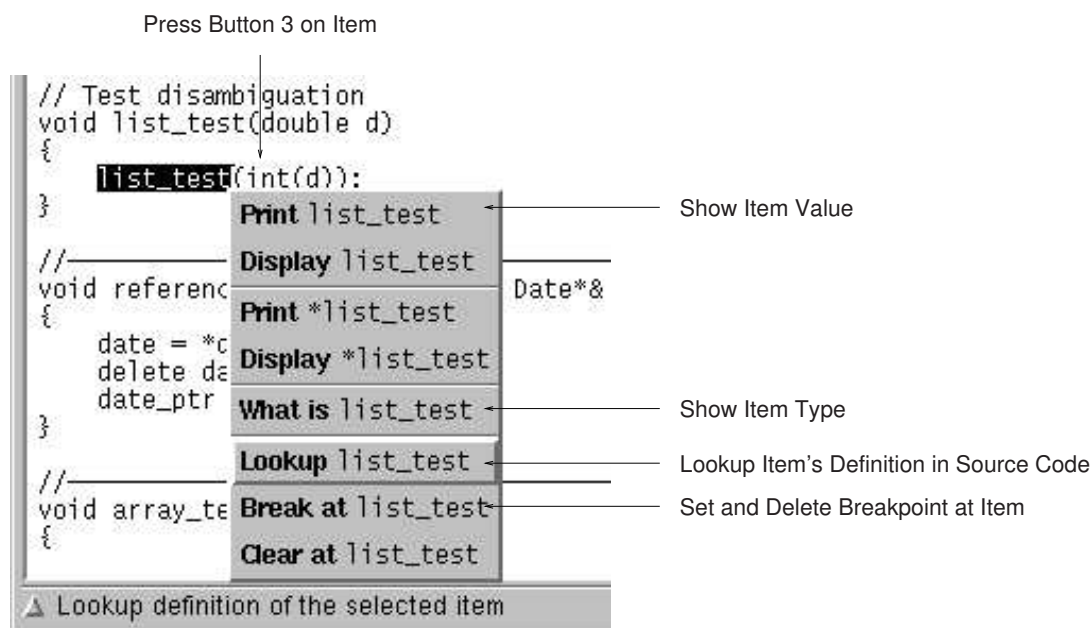 Press Button 3 on Item
// Test disambiguation
void list_test(double d)
{
list_test(int(d));
}
Print list_test
Show Item Value
Display list_test
//
void referenc
Date*&
{
Print *list_test
date = *
Display *list_test
delete da
date_ptr
What is list_test
Show Item Type
}
Lookup list_test
Lookup Item's Definition in Source Code
//
void array_te
Break at list_test
Set and Delete Breakpoint at Item
{
Clear at list_test
Lookup definition of the selected item